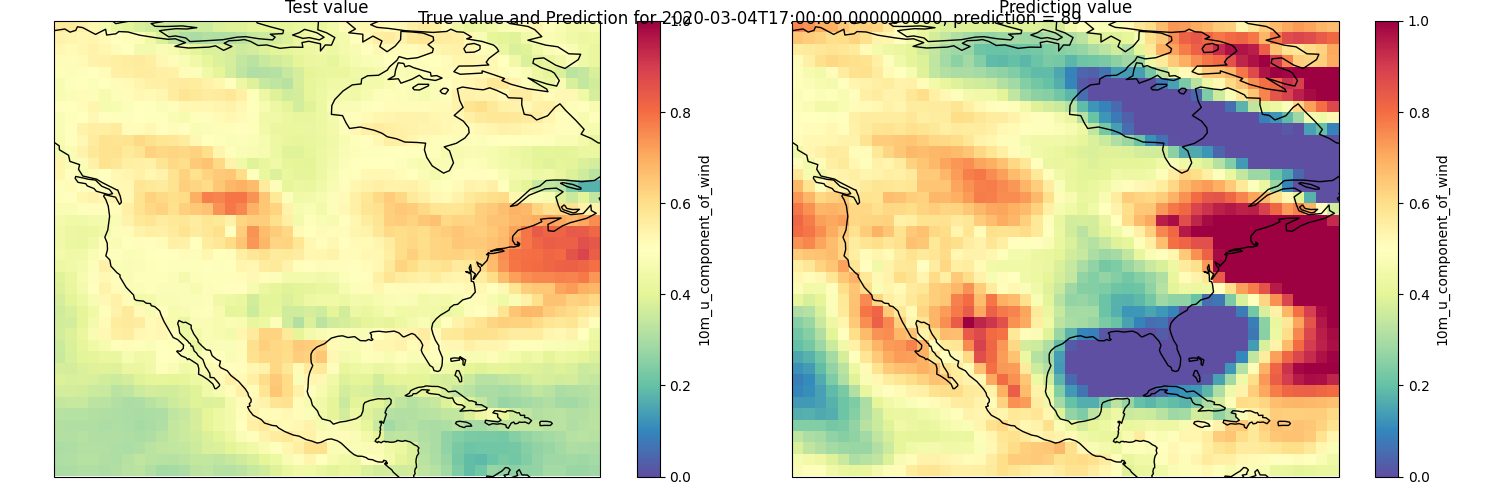 Test value
True value and Prediction for 2020-03-04T17:00:00.000000000, prediction = 89
Prediction value
1.0
0.8
0.6
0.4
0.2
0.0
10m_u_component_of_wind
1.0
0.8
0.6
0.4
0.2
0.0
10m_u_component_of_wind